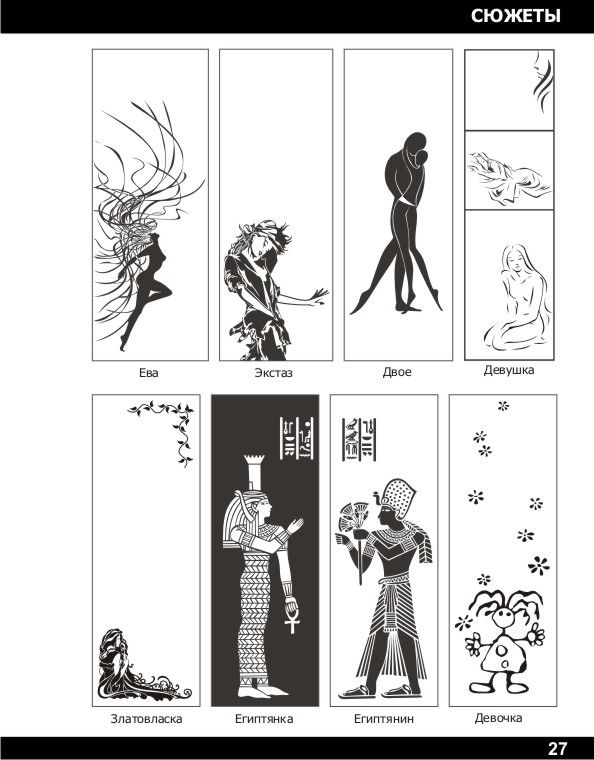 СЮЖЕТЫ
Ева
Экстаз
Двое
Девушка
Златовласка
Египтянка
Египтянин
Девочка
27